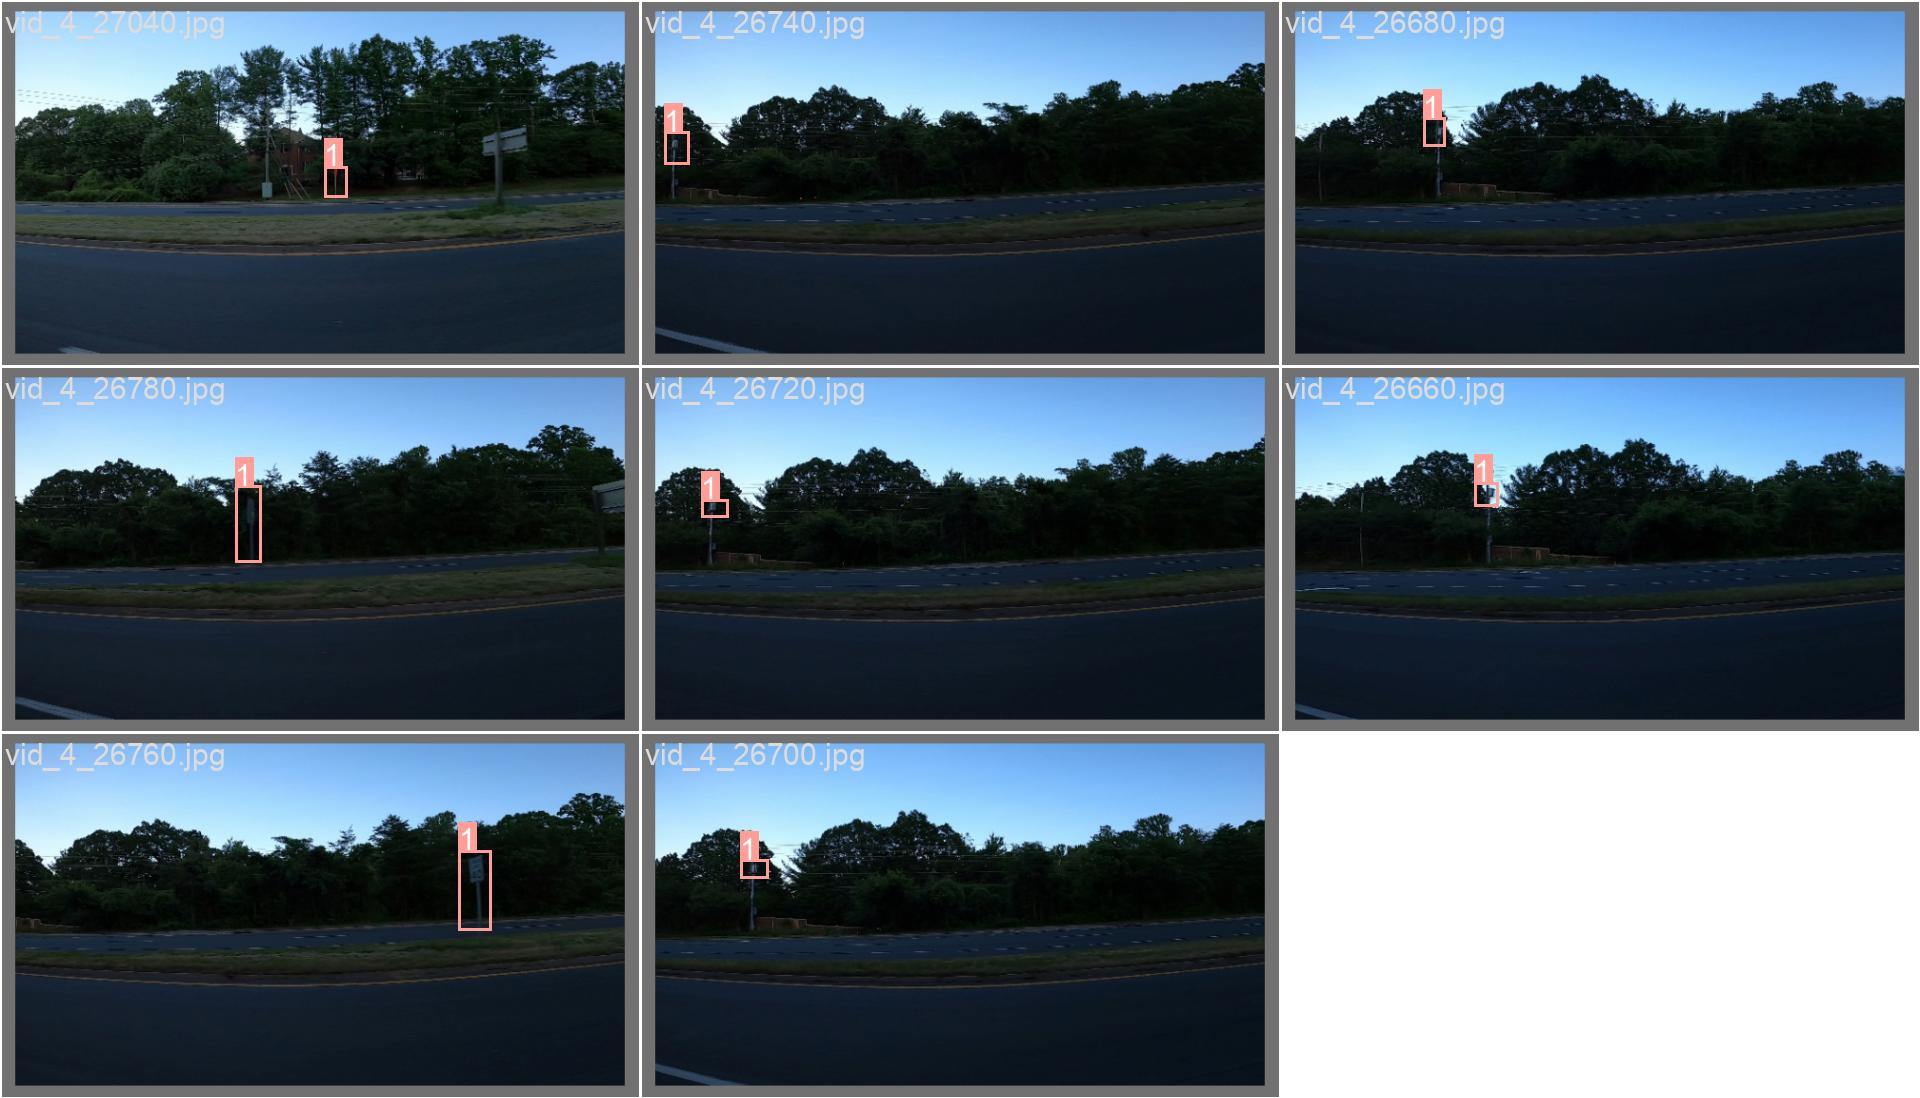 vid_4_27040.jpg
vid_4_26740.jpg
vid_4_26680.jpg
1
1
1
vid_4_26780.jpg
vid_4_26720.jpg
vid_4_26660.jpg
1
1
1
vid_4_26760.jpg
vid_4_26700.jpg
1
1